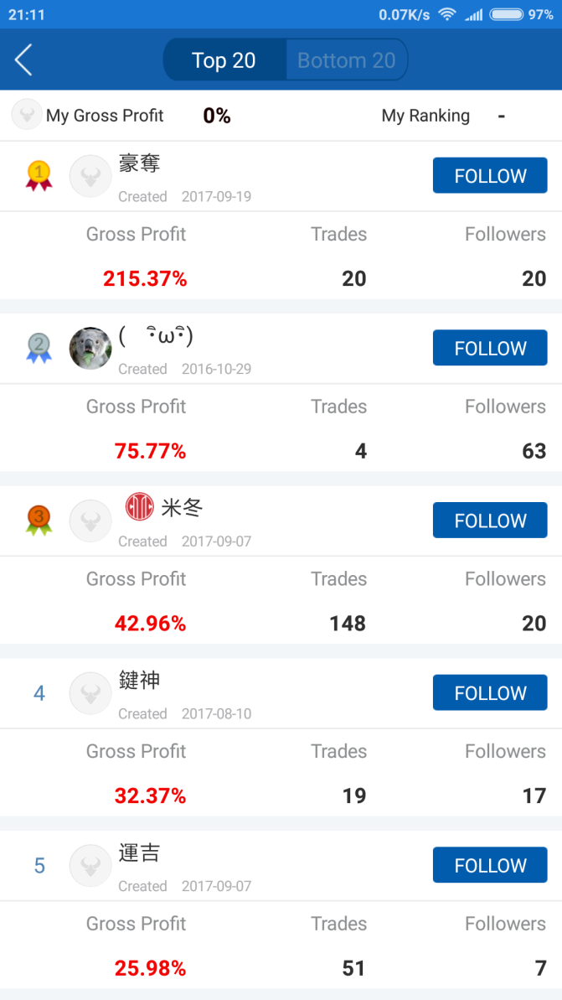 21:11 0.07K/s 97%
Top 20 Bottom 20
My Gross Profit 0% My Ranking -
1 豪奪 FOLLOW
Created 2017-09-19
Gross Profit Trades Followers
215.37% 20 20
2 ( •̀ω•́) FOLLOW
Created 2016-10-29
Gross Profit Trades Followers
75.77% 4 63
3 米冬 FOLLOW
Created 2017-09-07
Gross Profit Trades Followers
42.96% 148 20
4 鍵神 FOLLOW
Created 2017-08-10
Gross Profit Trades Followers
32.37% 19 17
5 運吉 FOLLOW
Created 2017-09-07
Gross Profit Trades Followers
25.98% 51 7